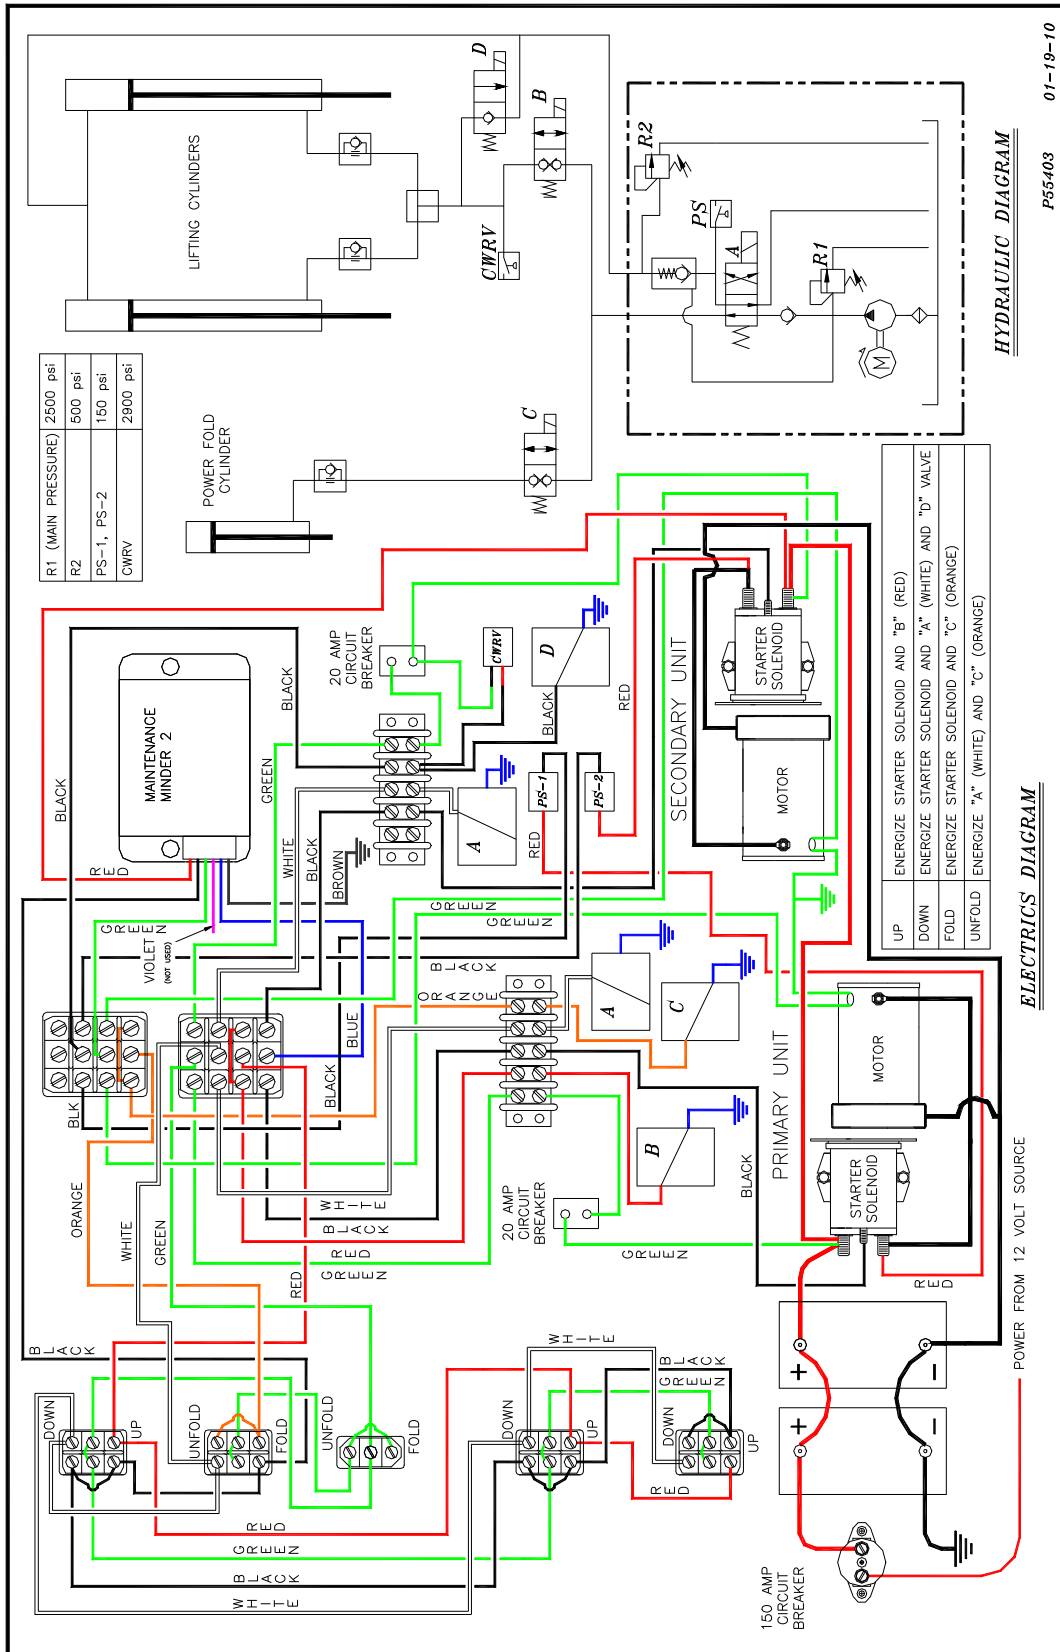 R1 (MAIN PRESSURE) 2500 psi
R2 500 psi
PS-1, PS-2 150 psi
CWRV 2900 psi
LIFTING CYLINDERS
POWER FOLD
CYLINDER
D
B
CWRV
C
R2
PS
A
R1
M
HYDRAULIC DIAGRAM
P55403 01-19-10
MAINTENANCE
MINDER 2
RED
BLACK
BLACK
GREEN
WHITE
BLACK
BROWN
GREEN
VIOLET
(NOT USED)
BLUE
BLACK
BLK
20 AMP
CIRCUIT
BREAKER
CWRV
D
BLACK
A
PS-1
PS-2
RED
RED
GREEN
GREEN
BLACK
ORANGE
SECONDARY UNIT
STARTER
SOLENOID
MOTOR
A
C
B
PRIMARY UNIT
MOTOR
STARTER
SOLENOID
BLACK
RED
20 AMP
CIRCUIT
BREAKER
GREEN
WHITE
BLACK
RED
GREEN
ORANGE
WHITE
GREEN
RED
BLACK
DOWN
UP
UNFOLD
FOLD
UNFOLD
FOLD
DOWN
UP
DOWN
UP
WHITE
BLACK
GREEN
RED
RED
GREEN
BLACK
WHITE
+
-
+
-
150 AMP
CIRCUIT
BREAKER
POWER FROM 12 VOLT SOURCE
UP ENERGIZE STARTER SOLENOID AND "B" (RED)
DOWN ENERGIZE STARTER SOLENOID AND "A" (WHITE) AND "D" VALVE
FOLD ENERGIZE STARTER SOLENOID AND "C" (ORANGE)
UNFOLD ENERGIZE "A" (WHITE) AND "C" (ORANGE)
ELECTRICS DIAGRAM